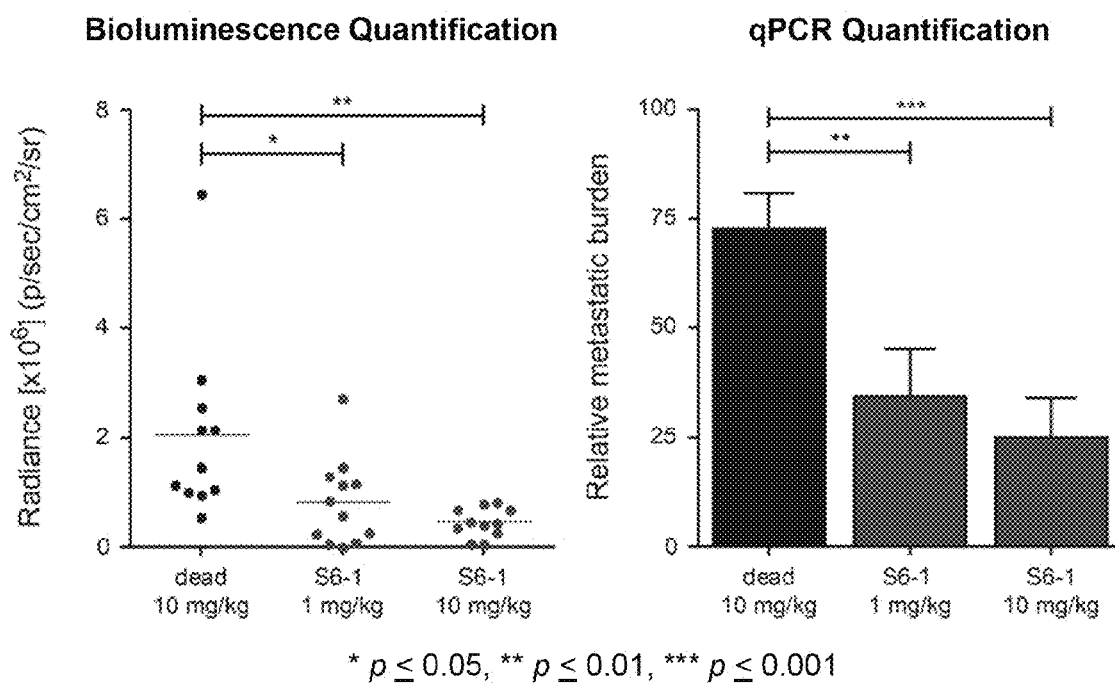 Bioluminescence Quantification
Radiance [x10⁶] (p/sec/cm²/sr)
8
6
4
2
0
**
*
dead
10 mg/kg
S6-1
1 mg/kg
S6-1
10 mg/kg
qPCR Quantification
Relative metastatic burden
100
75
50
25
0
***
**
dead
10 mg/kg
S6-1
1 mg/kg
S6-1
10 mg/kg
* p ≤ 0.05, ** p ≤ 0.01, *** p ≤ 0.001